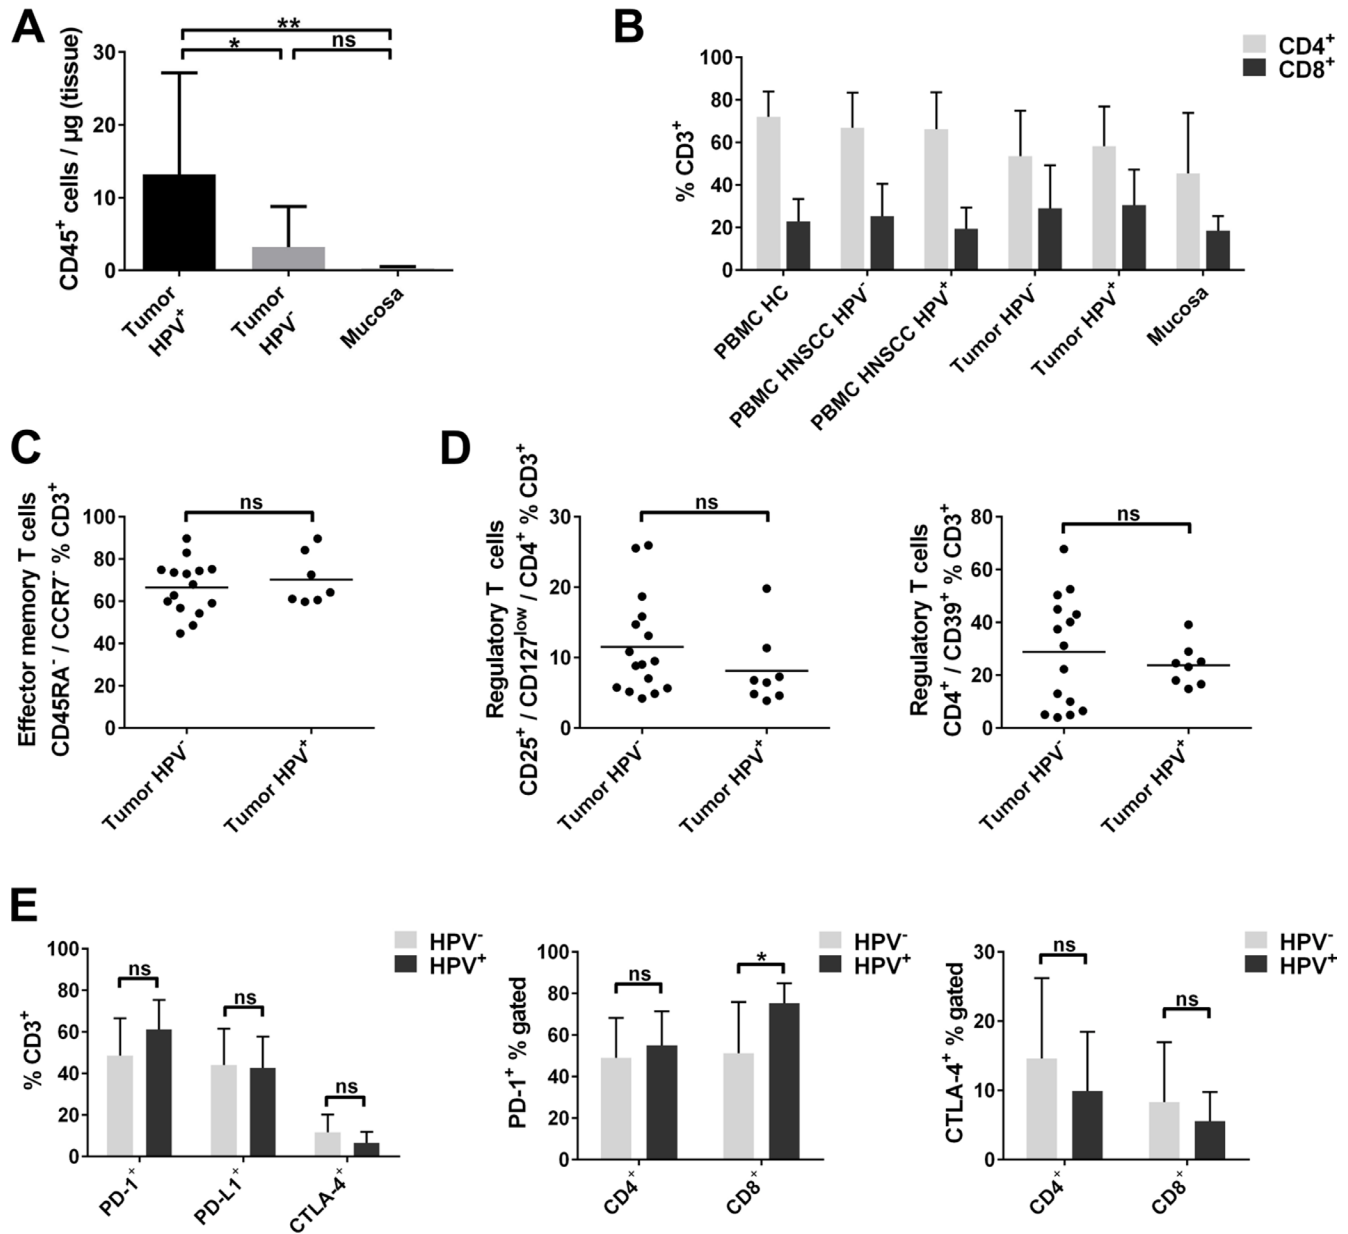 A
CD45⁺ cells / µg (tissue)
30
20
10
0
**
*
ns
Tumor
HPV⁺
Tumor
HPV⁻
Mucosa
B
% CD3⁺
100
80
60
40
20
0
CD4⁺
CD8⁺
PBMC HC
PBMC HNSCC HPV⁻
PBMC HNSCC HPV⁺
Tumor HPV⁻
Tumor HPV⁺
Mucosa
C
Effector memory T cells
CD45RA⁻ / CCR7⁻ % CD3⁺
100
80
60
40
20
0
ns
Tumor HPV⁻
Tumor HPV⁺
D
Regulatory T cells
CD25⁺ / CD127ˡᵒʷ / CD4⁺ % CD3⁺
30
20
10
0
ns
Tumor HPV⁻
Tumor HPV⁺
Regulatory T cells
CD4⁺ / CD39⁺ % CD3⁺
80
60
40
20
0
ns
Tumor HPV⁻
Tumor HPV⁺
E
% CD3⁺
100
80
60
40
20
0
ns
ns
ns
HPV⁻
HPV⁺
PD-1⁺
PD-L1⁺
CTLA-4⁺
PD-1⁺ % gated
100
80
60
40
20
0
ns
*
HPV⁻
HPV⁺
CD4⁺
CD8⁺
CTLA-4⁺ % gated
30
20
10
0
ns
ns
HPV⁻
HPV⁺
CD4⁺
CD8⁺